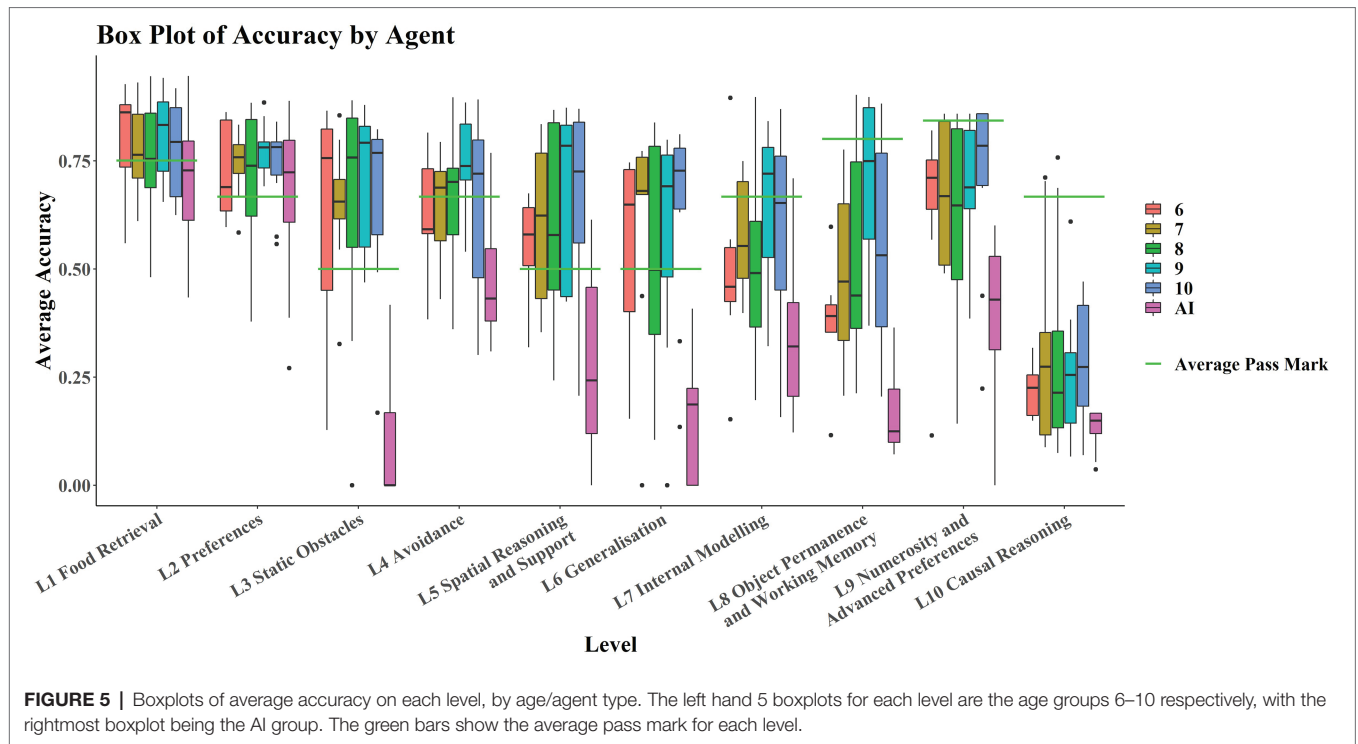 Box Plot of Accuracy by Agent
Average Accuracy
0.75
0.50
0.25
0.00
L1 Food Retrieval
L2 Preferences
L3 Static Obstacles
L4 Avoidance
L5 Spatial Reasoning
and Support
L6 Generalisation
L7 Internal Modelling
L8 Object Permanence
and Working Memory
L9 Numerosity and
Advanced Preferences
L10 Causal Reasoning
Level
6
7
8
9
10
AI
Average Pass Mark
FIGURE 5 | Boxplots of average accuracy on each level, by age/agent type. The left hand 5 boxplots for each level are the age groups 6–10 respectively, with the
rightmost boxplot being the AI group. The green bars show the average pass mark for each level.